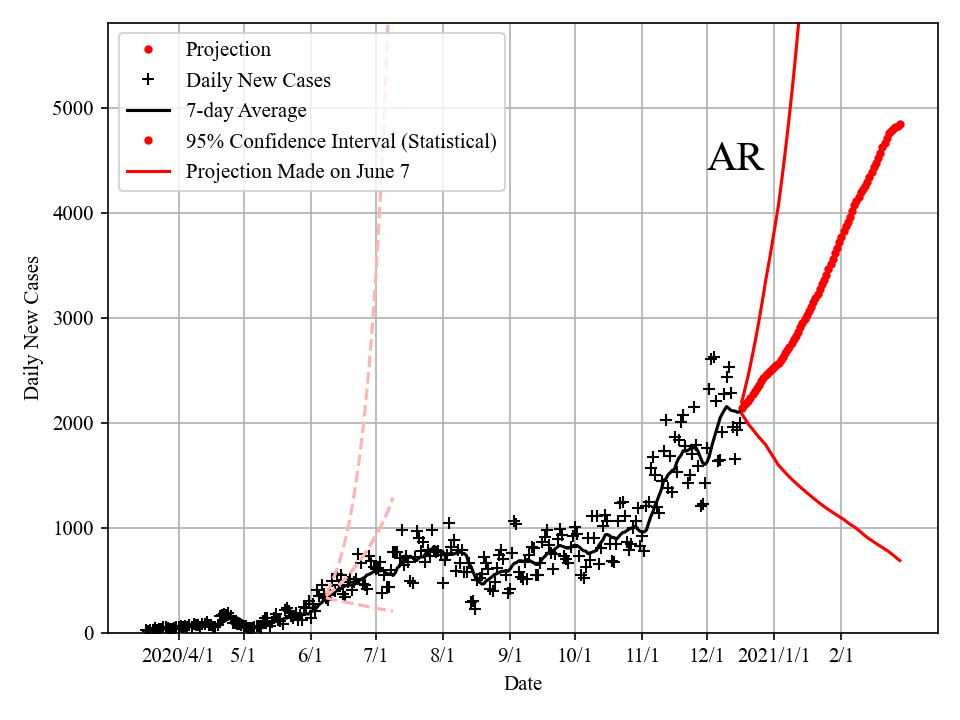 Projection
Daily New Cases
7-day Average
95% Confidence Interval (Statistical)
Projection Made on June 7
AR
Daily New Cases
5000
4000
3000
2000
1000
0
2020/4/1 5/1 6/1 7/1 8/1 9/1 10/1 11/1 12/1 2021/1/1 2/1
Date